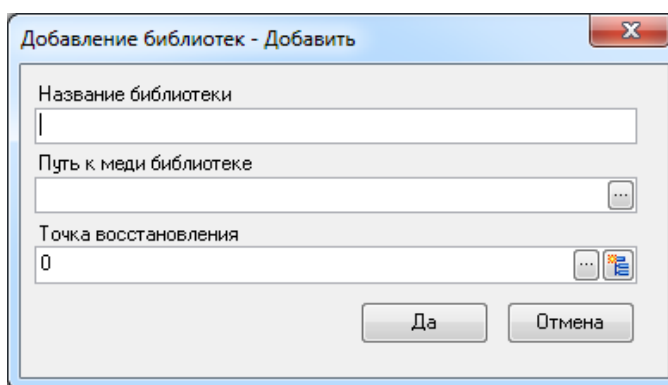 Добавление библиотек - Добавить
Название библиотеки
Путь к меди библиотеке
...
Точка восстановления
0 ...
Да Отмена